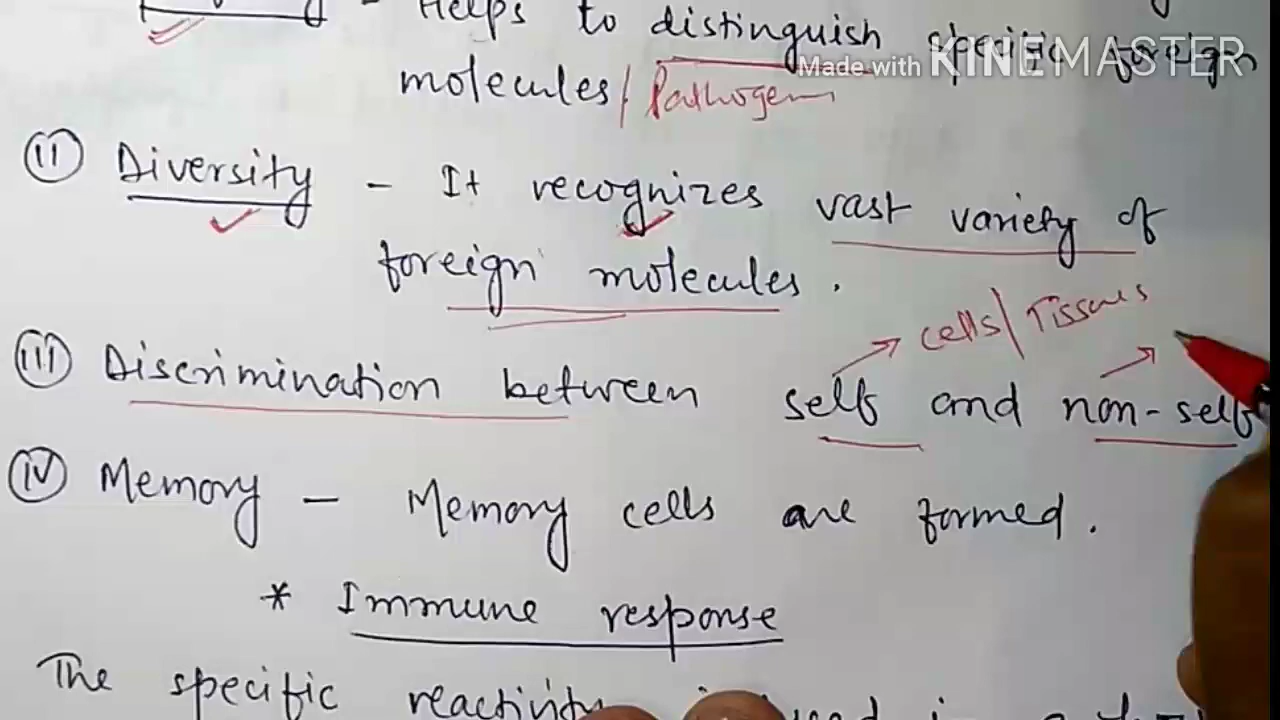 - Helps to distinguish specific foreign
Made with KINEMASTER
molecules / Pathogen
(II) Diversity - It recognizes vast variety of
foreign molecules.
cells / Tissues
(III) Discrimination between self and non-self
(IV) Memory - Memory cells are formed.
* Immune response
The specific reactivity